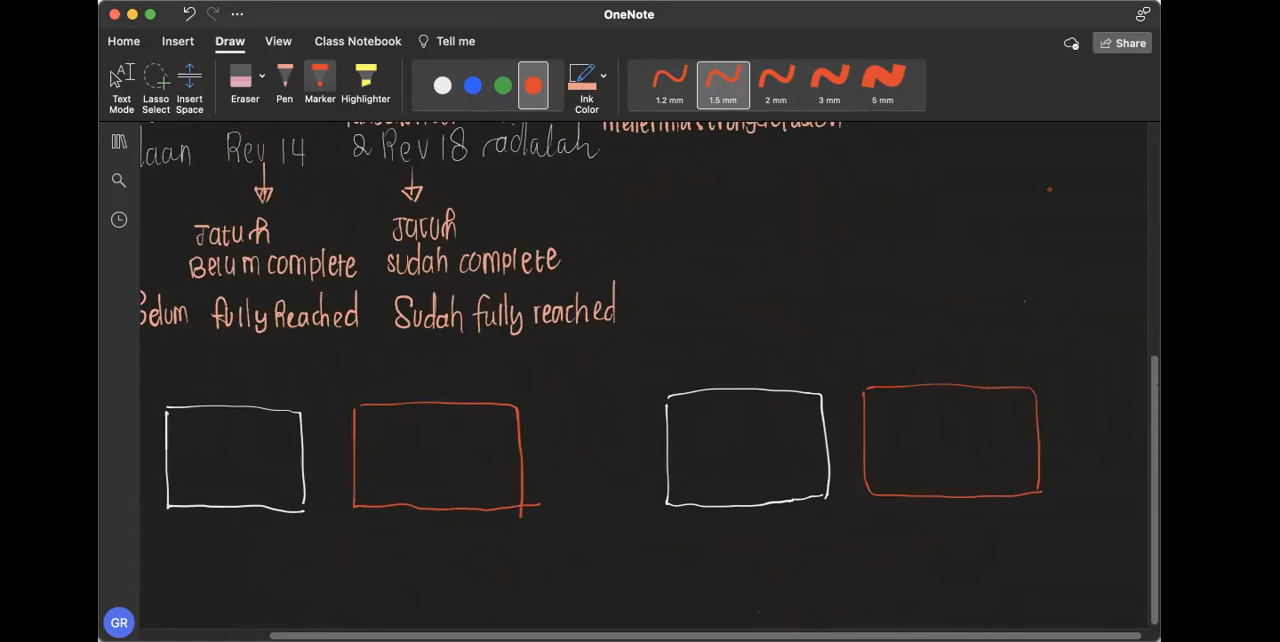 OneNote
Home Insert Draw View Class Notebook Tell me
Share
Text Mode
Lasso Select
Insert Space
Eraser
Pen
Marker
Highlighter
Ink Color
1.2 mm
1.5 mm
2 mm
3 mm
5 mm
laan Rev 14 & Rev 18 adalah
Jatuh Jatuh
Belum complete sudah complete
Belum fully Reached Sudah fully reached
GR